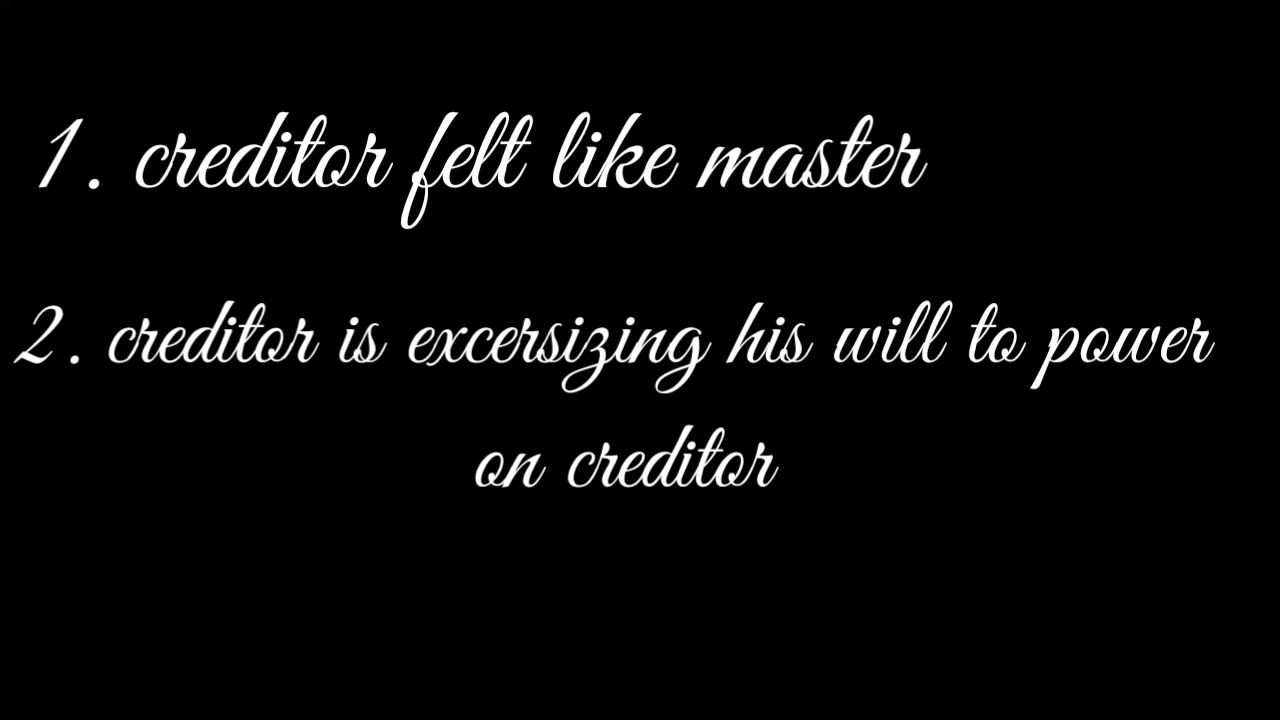 1. creditor felt like master
2. creditor is excersizing his will to power
on creditor